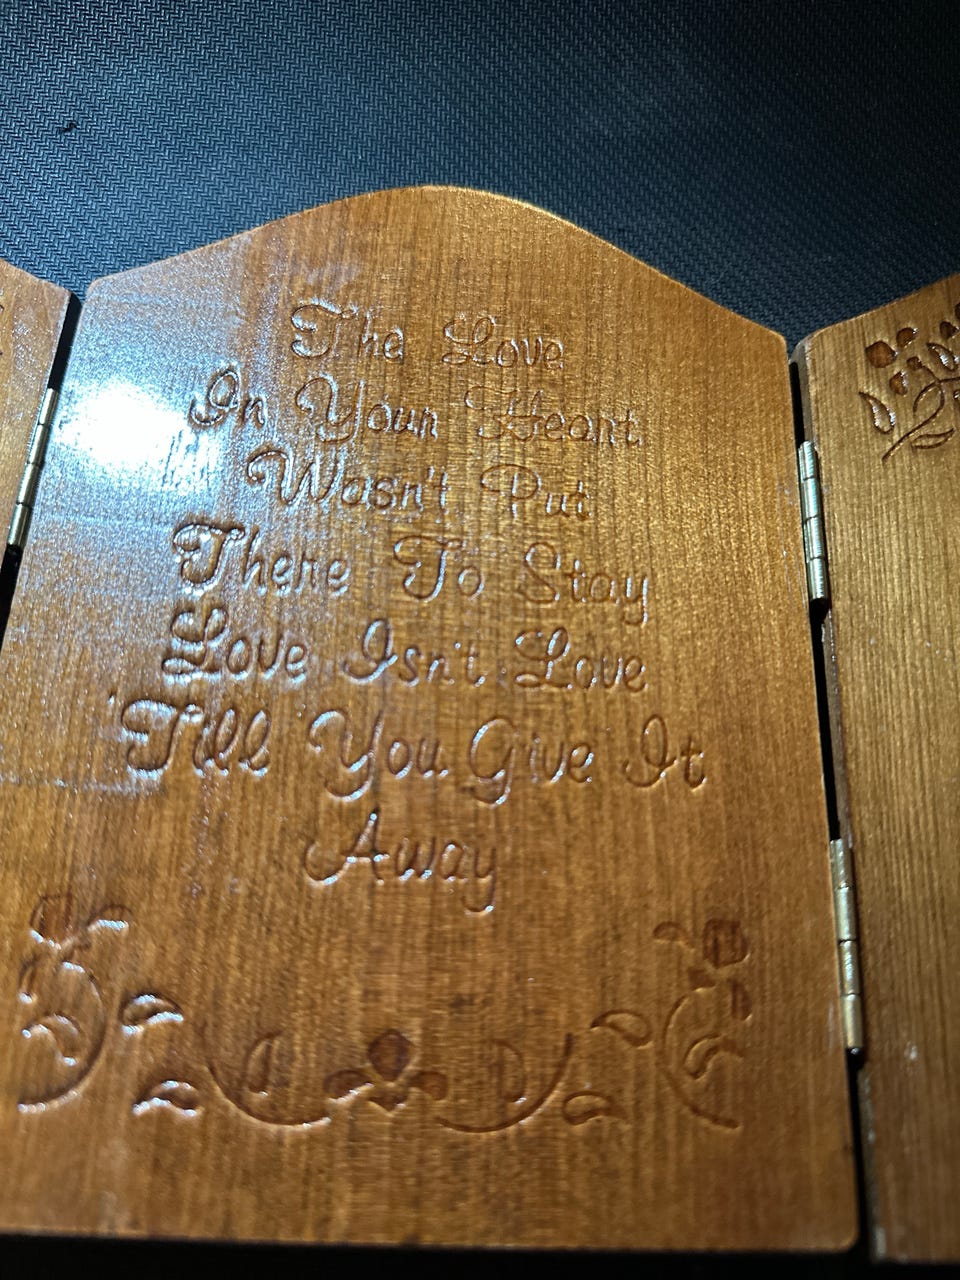 The Love
In Your Heart
Wasn't Put
There To Stay
Love Isn't Love
'Till You Give It
Away